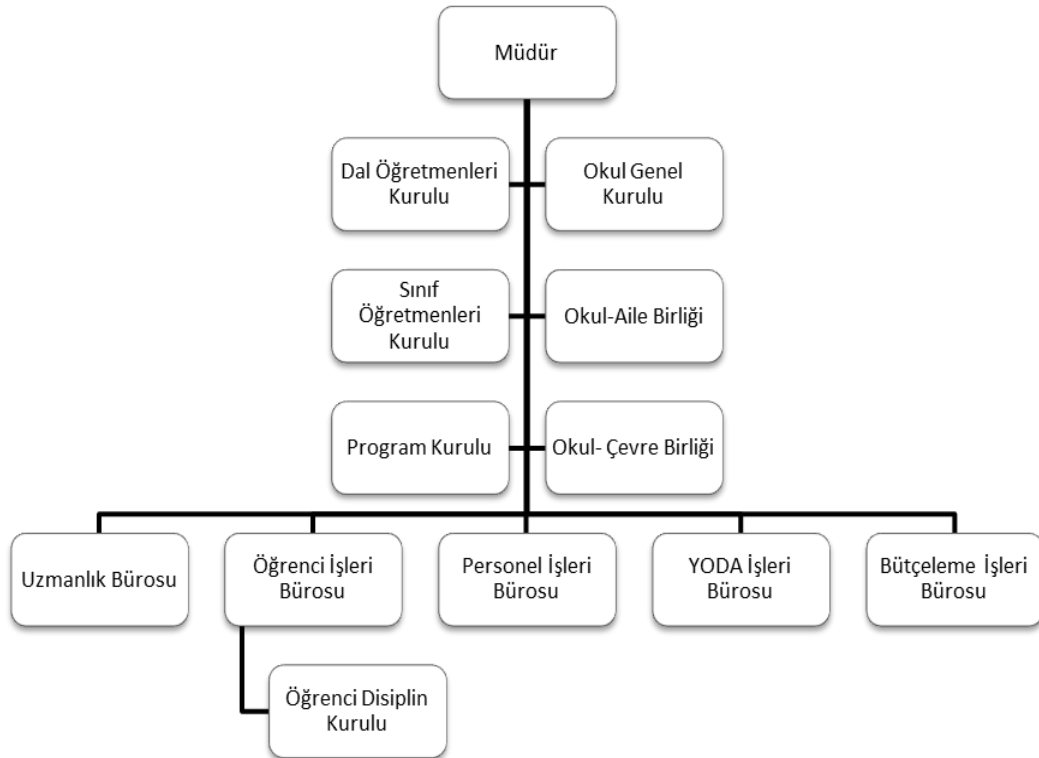 Müdür
Dal Öğretmenleri
Kurulu
Okul Genel
Kurulu
Sınıf
Öğretmenleri
Kurulu
Okul-Aile Birliği
Program Kurulu
Okul- Çevre Birliği
Uzmanlık Bürosu
Öğrenci İşleri
Bürosu
Personel İşleri
Bürosu
YODA İşleri
Bürosu
Bütçeleme İşleri
Bürosu
Öğrenci Disiplin
Kurulu